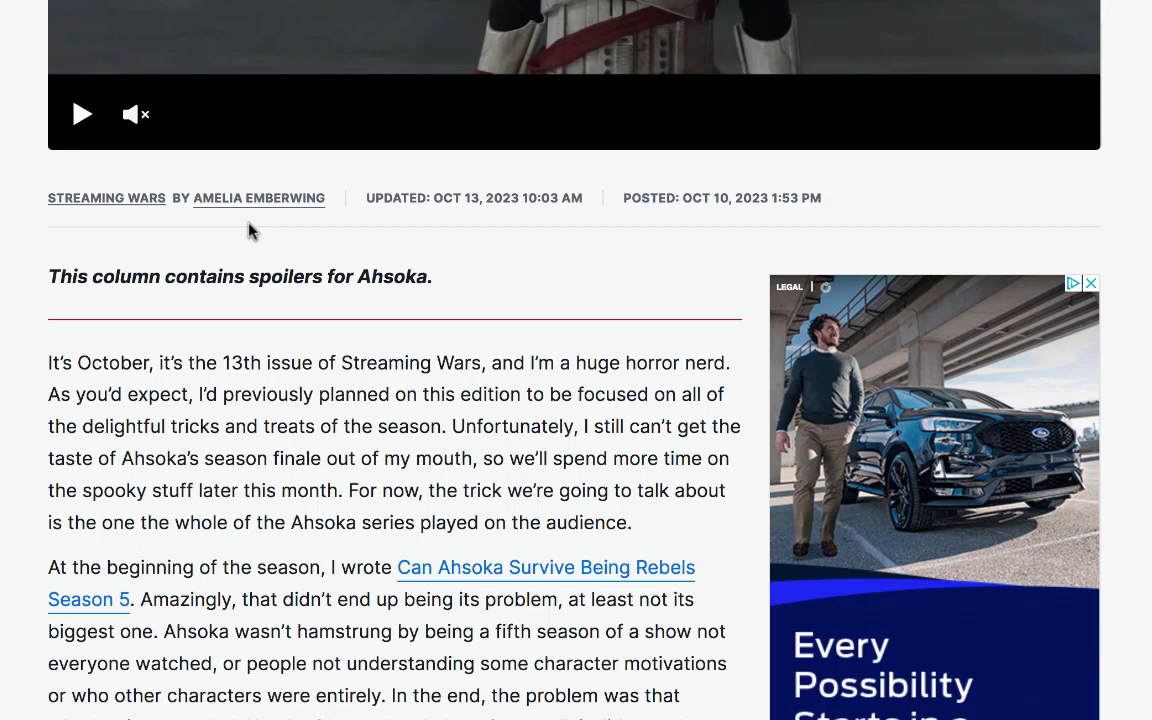 STREAMING WARS BY AMELIA EMBERWING UPDATED: OCT 13, 2023 10:03 AM POSTED: OCT 10, 2023 1:53 PM
This column contains spoilers for Ahsoka.
It's October, it's the 13th issue of Streaming Wars, and I'm a huge horror nerd.
As you'd expect, I'd previously planned on this edition to be focused on all of
the delightful tricks and treats of the season. Unfortunately, I still can't get the
taste of Ahsoka's season finale out of my mouth, so we'll spend more time on
the spooky stuff later this month. For now, the trick we're going to talk about
is the one the whole of the Ahsoka series played on the audience.
At the beginning of the season, I wrote Can Ahsoka Survive Being Rebels
Season 5. Amazingly, that didn't end up being its problem, at least not its
biggest one. Ahsoka wasn't hamstrung by being a fifth season of a show not
everyone watched, or people not understanding some character motivations
or who other characters were entirely. In the end, the problem was that
LEGAL
Ford
Every
Possibility
Starts in a